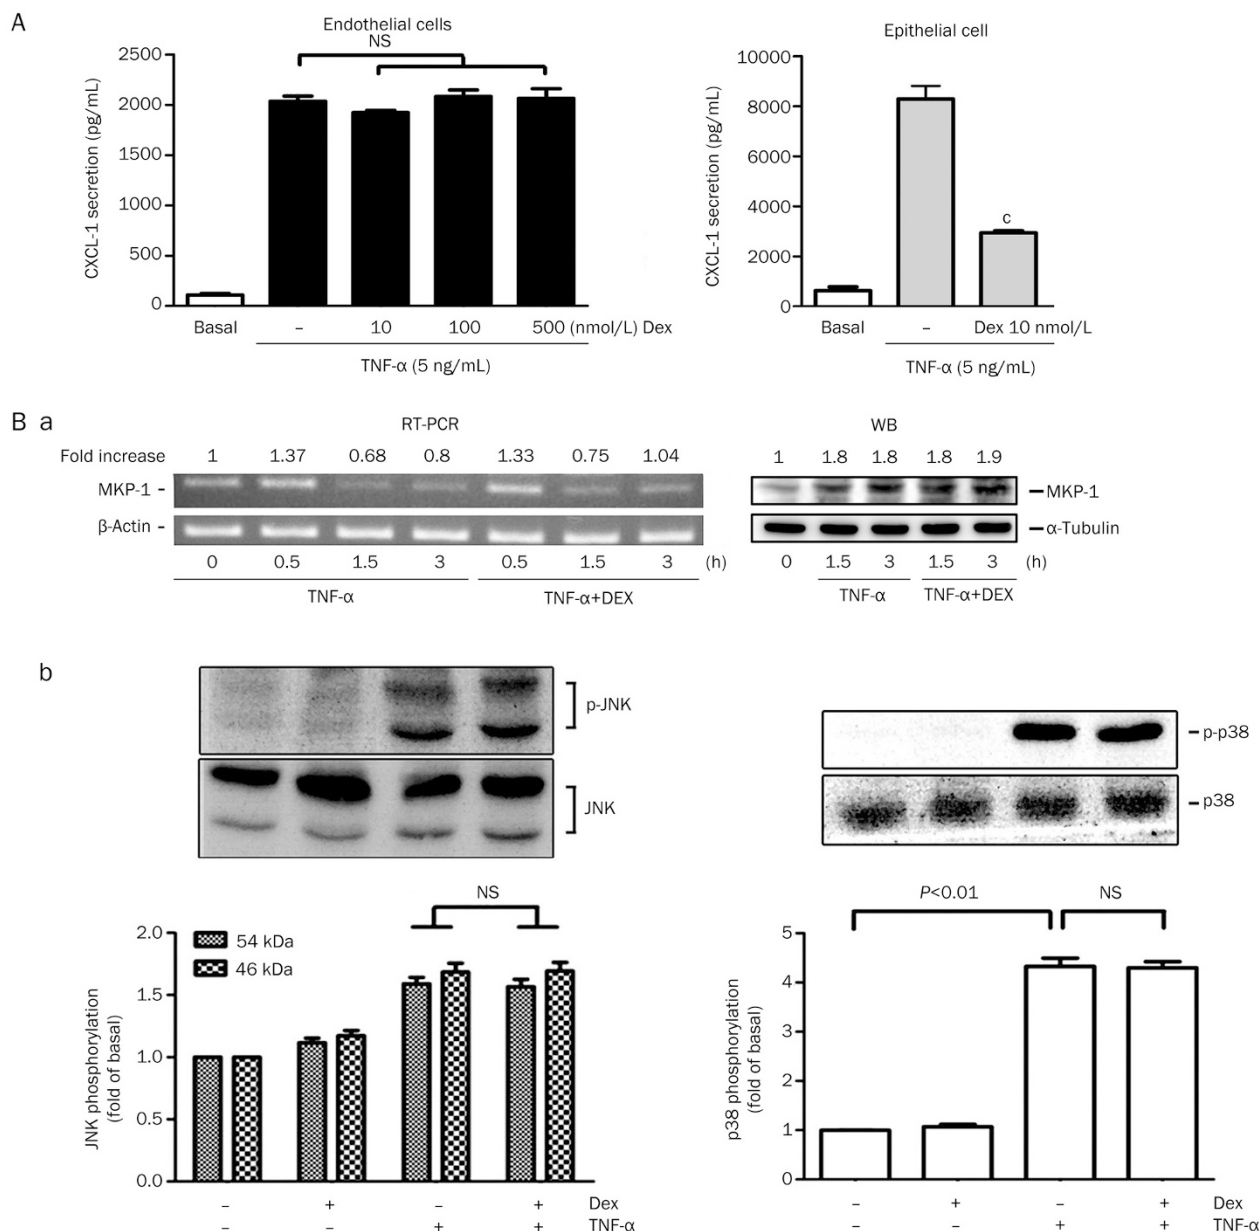 A
Endothelial cells
NS
CXCL-1 secretion (pg/mL)
2500
2000
1500
1000
500
0
Basal – 10 100 500 (nmol/L) Dex
TNF-α (5 ng/mL)
Epithelial cell
CXCL-1 secretion (pg/mL)
10000
8000
6000
4000
2000
0
c
Basal – Dex 10 nmol/L
TNF-α (5 ng/mL)
B a
RT-PCR
Fold increase 1 1.37 0.68 0.8 1.33 0.75 1.04
MKP-1 -
β-Actin -
0 0.5 1.5 3 0.5 1.5 3 (h)
TNF-α TNF-α+DEX
WB
1 1.8 1.8 1.8 1.9
MKP-1
α-Tubulin
0 1.5 3 1.5 3 (h)
TNF-α TNF-α+DEX
b
p-JNK
JNK
NS
JNK phosphorylation
(fold of basal)
2.0
1.5
1.0
0.5
0.0
54 kDa
46 kDa
– + – + Dex
– – + + TNF-α
p-p38
p38
P<0.01 NS
p38 phosphorylation
(fold of basal)
5
4
3
2
1
0
– + – + Dex
– – + + TNF-α